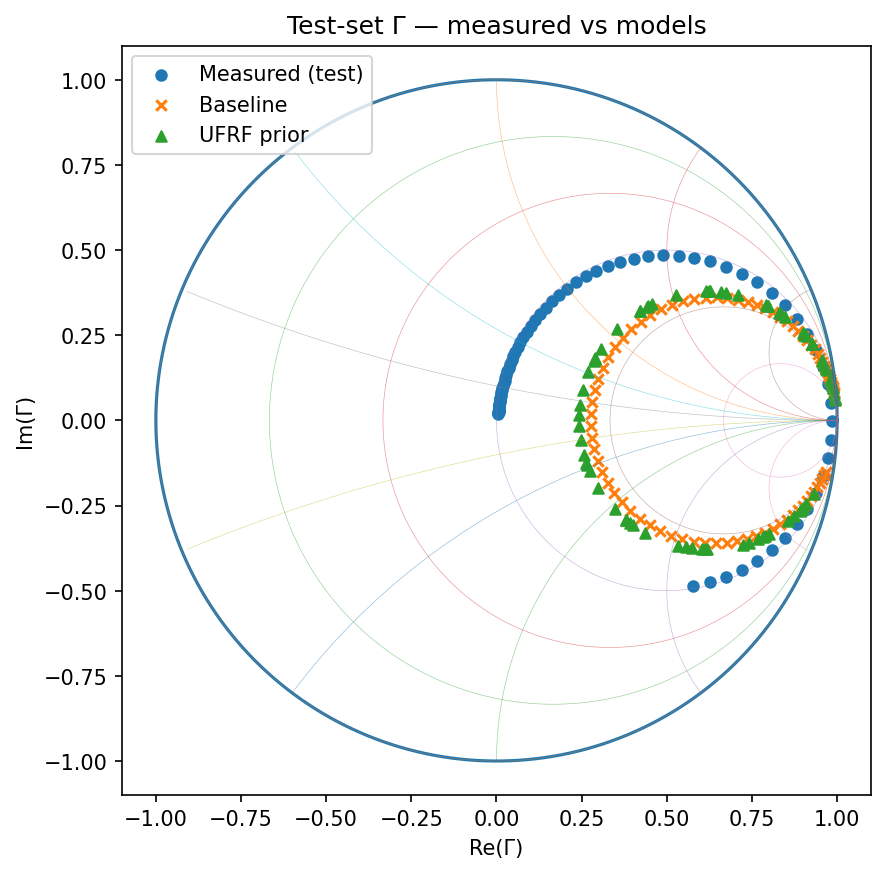 Test-set Γ — measured vs models
Measured (test)
Baseline
UFRF prior
1.00
0.75
0.50
0.25
0.00
−0.25
−0.50
−0.75
−1.00
Im(Γ)
−1.00 −0.75 −0.50 −0.25 0.00 0.25 0.50 0.75 1.00
Re(Γ)